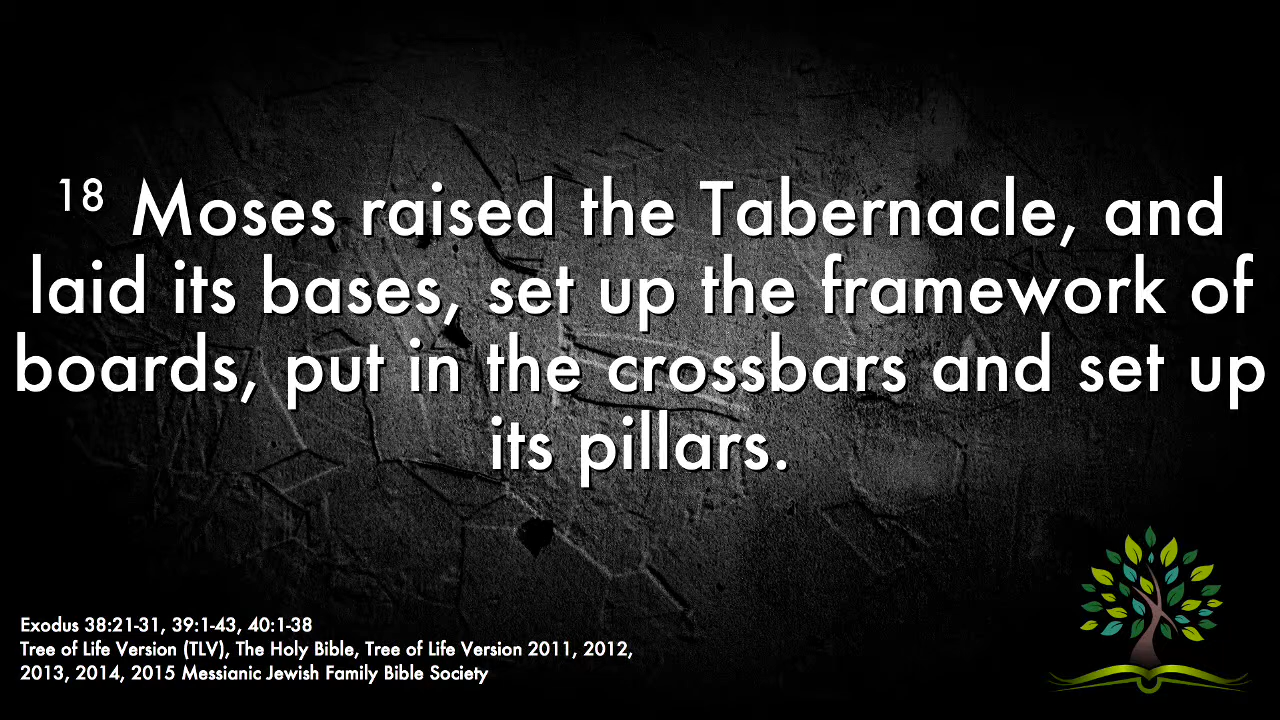 18 Moses raised the Tabernacle, and
laid its bases, set up the framework of
boards, put in the crossbars and set up
its pillars.
Exodus 38:21-31, 39:1-43, 40:1-38
Tree of Life Version (TLV), The Holy Bible, Tree of Life Version 2011, 2012,
2013, 2014, 2015 Messianic Jewish Family Bible Society